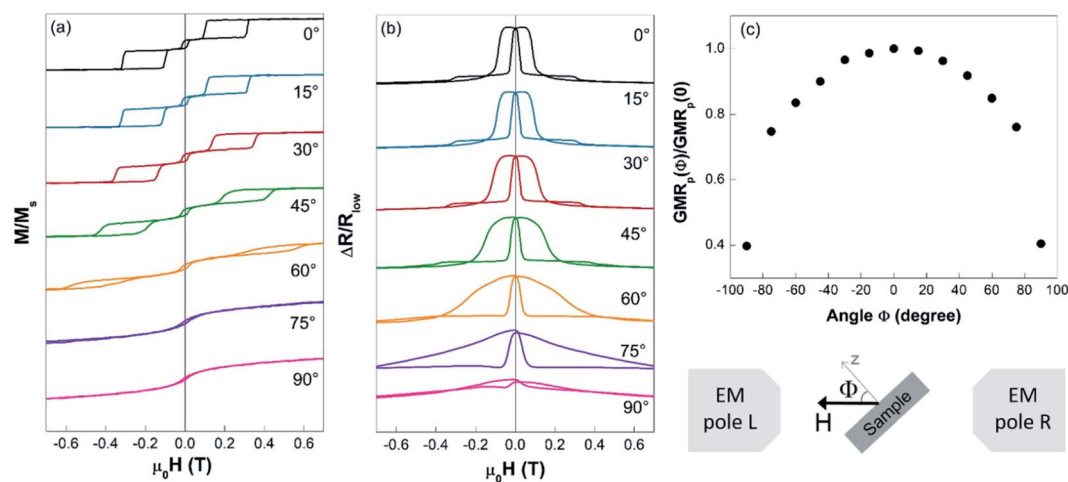 (a)
0°
15°
30°
45°
60°
75°
90°
M/Mₛ
-0.6 -0.4 -0.2 0.0 0.2 0.4 0.6
μ₀H (T)
(b)
0°
15°
30°
45°
60°
75°
90°
ΔR/Rₗₒw
-0.6 -0.4 -0.2 0.0 0.2 0.4 0.6
μ₀H (T)
(c)
GMRₚ(Φ)/GMRₚ(0)
1.0
0.8
0.6
0.4
-100 -80 -60 -40 -20 0 20 40 60 80 100
Angle Φ (degree)
EM
pole L
z
Φ
H
Sample
EM
pole R